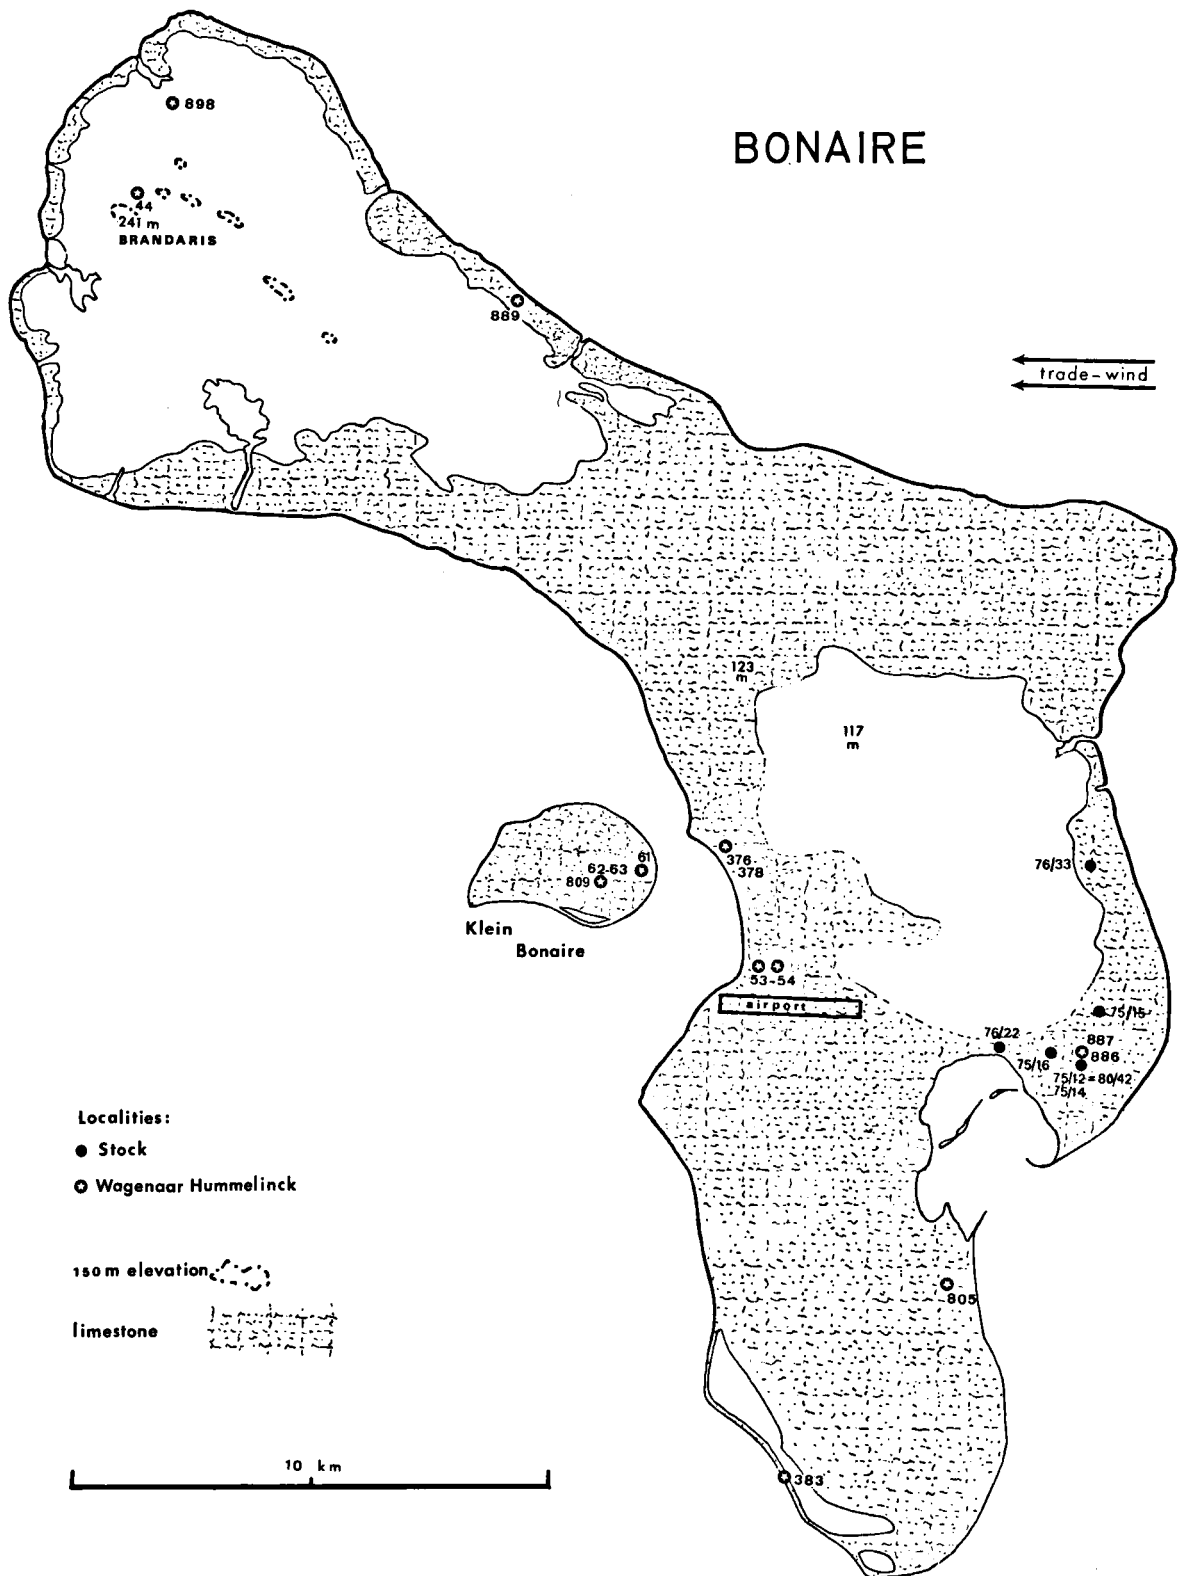 BONAIRE
898
44
241 m
BRANDARIS
889
trade-wind
123
m
117
m
376
378
76/33
61
62-63
809
Klein
Bonaire
53-54
airport
75/15
76/22
887
886
75/16
75/12=80/42
75/14
Localities:
Stock
Wagenaar Hummelinck
150 m elevation
limestone
805
10 km
383